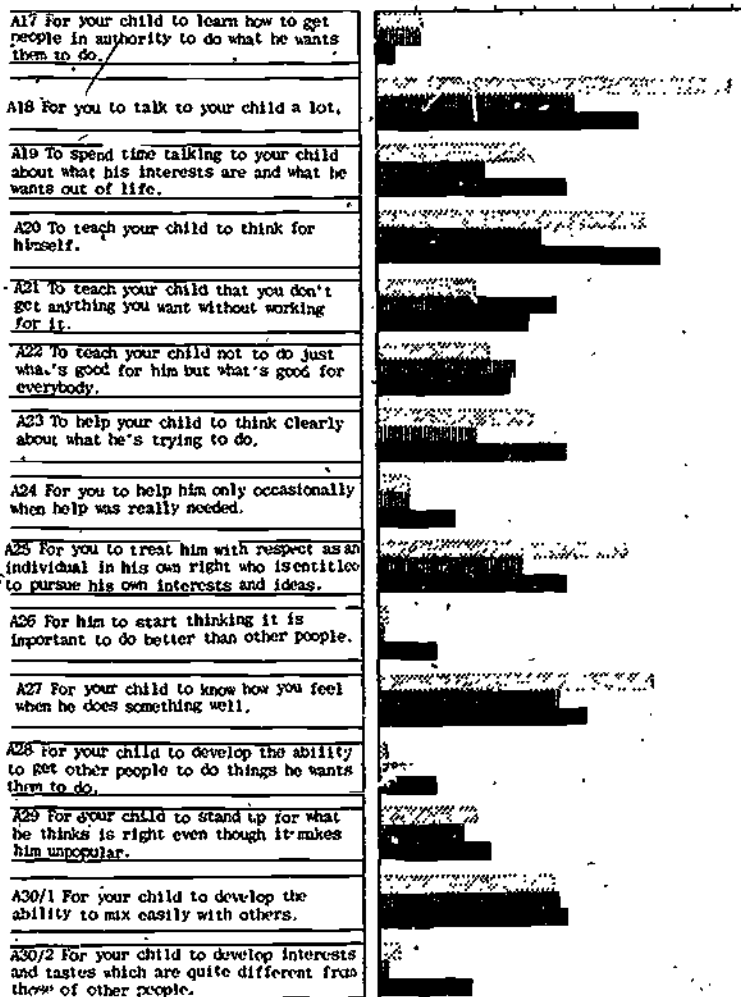 A17 For your child to learn how to get
people in authority to do what he wants
them to do.
A18 For you to talk to your child a lot.
A19 To spend time talking to your child
about what his interests are and what he
wants out of life.
A20 To teach your child to think for
himself.
A21 To teach your child that you don't
get anything you want without working
for it.
A22 To teach your child not to do just
what's good for him but what's good for
everybody.
A23 To help your child to think Clearly
about what he's trying to do.
A24 For you to help him only occasionally
when help was really needed.
A25 For you to treat him with respect as an
individual in his own right who is entitled
to pursue his own interests and ideas.
A26 For him to start thinking it is
important to do better than other people.
A27 For your child to know how you feel
when he does something well.
A28 For your child to develop the ability
to get other people to do things he wants
them to do.
A29 For your child to stand up for what
he thinks is right even though it makes
him unpopular.
A30/1 For your child to develop the
ability to mix easily with others.
A30/2 For your child to develop interests
and tastes which are quite different from
those of other people.